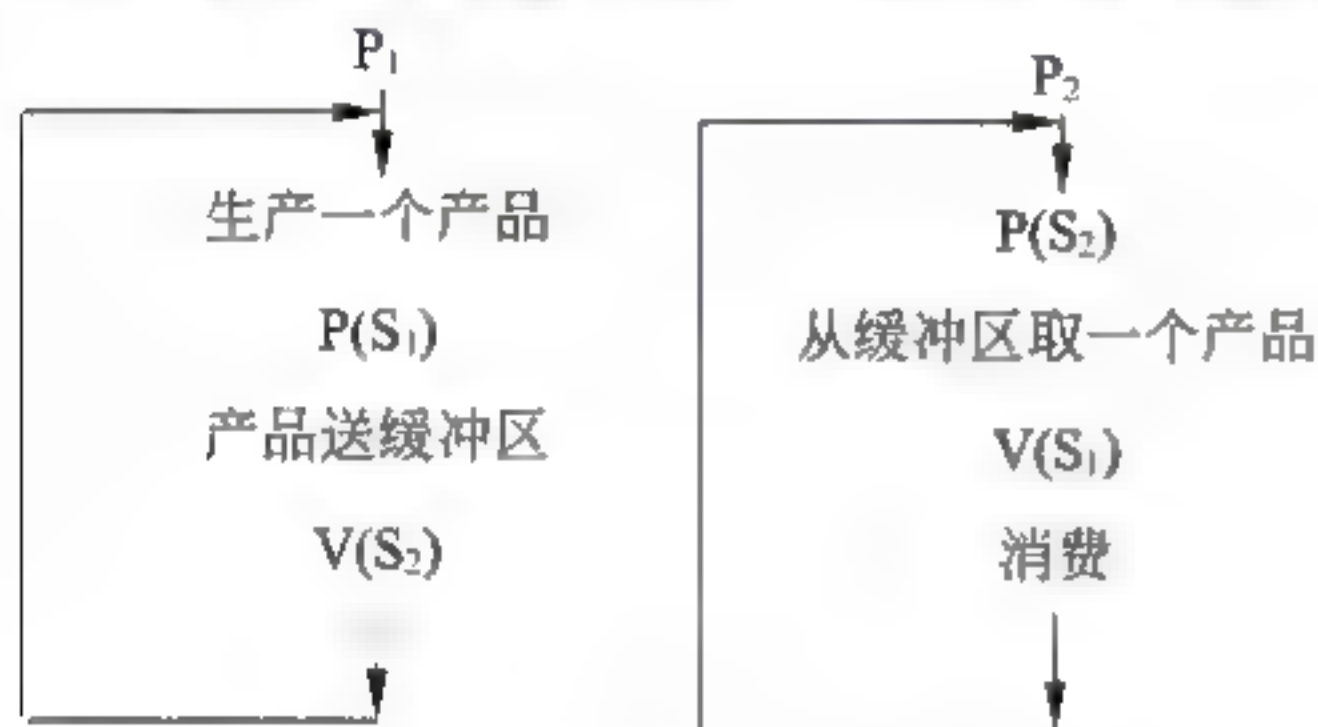 P₁
生产一个产品
P(S₁)
产品送缓冲区
V(S₂)
P₂
P(S₂)
从缓冲区取一个产品
V(S₁)
消费